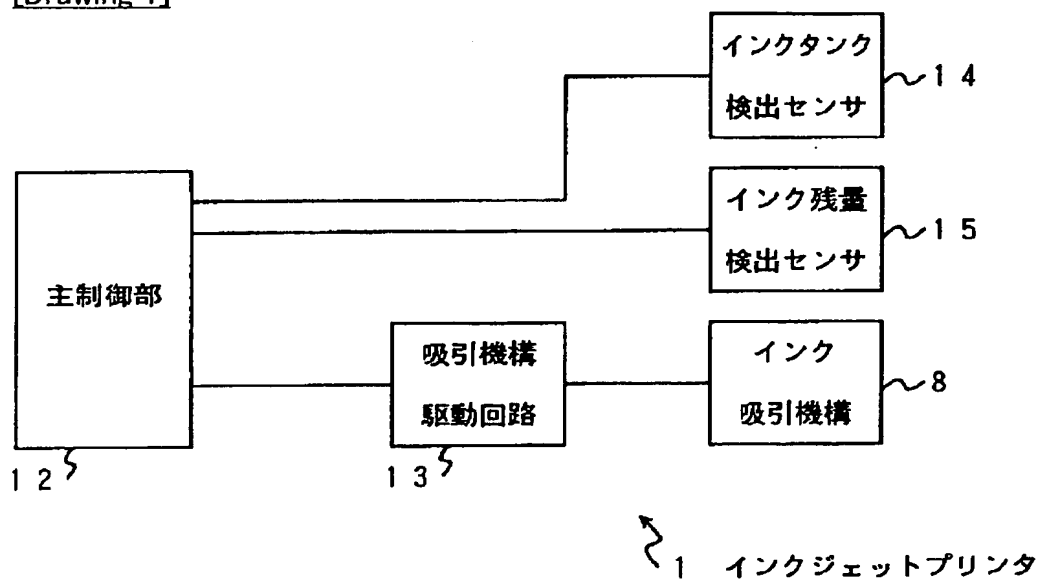 インクタンク
検出センサ
14
インク残量
検出センサ
15
主制御部
12
吸引機構
駆動回路
13
インク
吸引機構
8
1 インクジェットプリンタ